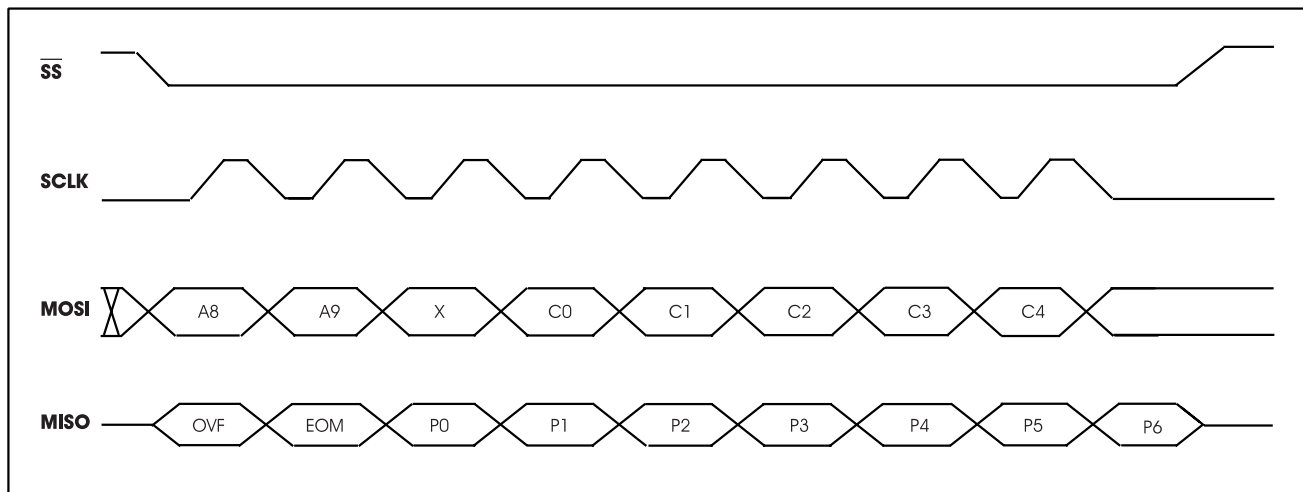 SS
SCLK
MOSI A8 A9 X C0 C1 C2 C3 C4
MISO OVF EOM P0 P1 P2 P3 P4 P5 P6